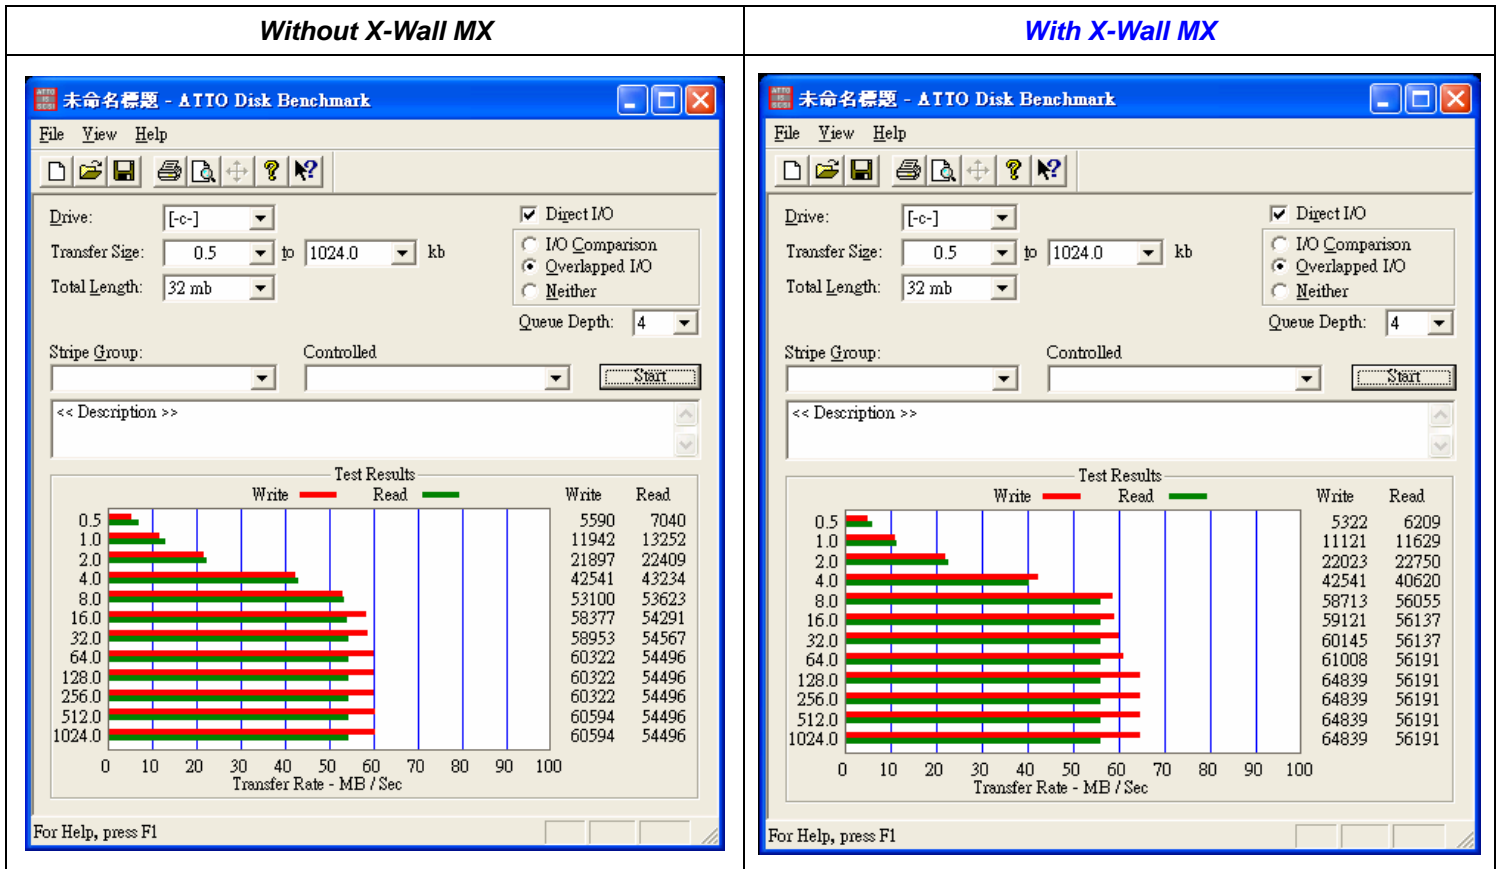 Without X-Wall MX
With X-Wall MX
未命名標題 - ATTO Disk Benchmark
File View Help
Drive: [-c-] Direct I/O
Transfer Size: 0.5 to 1024.0 kb
I/O Comparison
Overlapped I/O
Total Length: 32 mb
Neither
Queue Depth: 4
Stripe Group: Controlled
Start
<< Description >>
Test Results
Write Read Write Read
0.5 5590 7040
1.0 11942 13252
2.0 21897 22409
4.0 42541 43234
8.0 53100 53623
16.0 58377 54291
32.0 58953 54567
64.0 60322 54496
128.0 60322 54496
256.0 60322 54496
512.0 60594 54496
1024.0 60594 54496
0 10 20 30 40 50 60 70 80 90 100
Transfer Rate - MB / Sec
For Help, press F1
未命名標題 - ATTO Disk Benchmark
File View Help
Drive: [-c-] Direct I/O
Transfer Size: 0.5 to 1024.0 kb
I/O Comparison
Overlapped I/O
Total Length: 32 mb
Neither
Queue Depth: 4
Stripe Group: Controlled
Start
<< Description >>
Test Results
Write Read Write Read
0.5 5322 6209
1.0 11121 11629
2.0 22023 22750
4.0 42541 40620
8.0 58713 56055
16.0 59121 56137
32.0 60145 56137
64.0 61008 56191
128.0 64839 56191
256.0 64839 56191
512.0 64839 56191
1024.0 64839 56191
0 10 20 30 40 50 60 70 80 90 100
Transfer Rate - MB / Sec
For Help, press F1